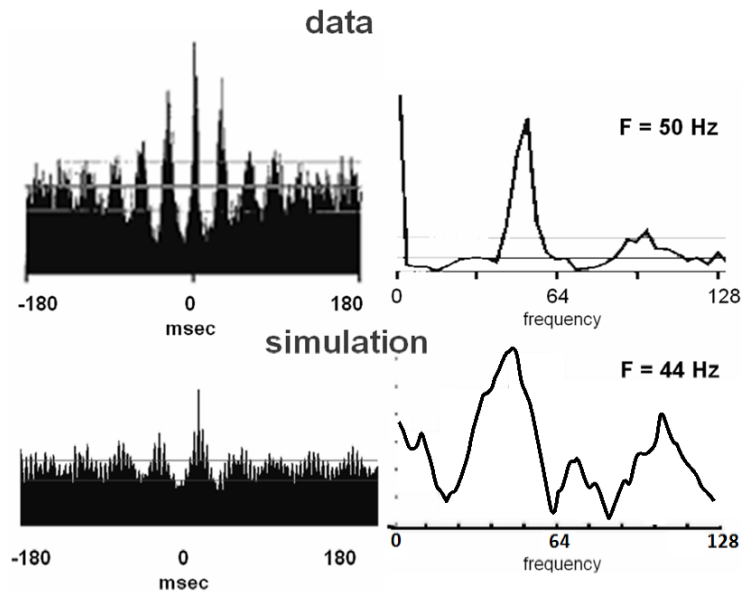 data
F = 50 Hz
-180 0 180
msec
0 64 128
frequency
simulation
F = 44 Hz
-180 0 180
msec
0 64 128
frequency